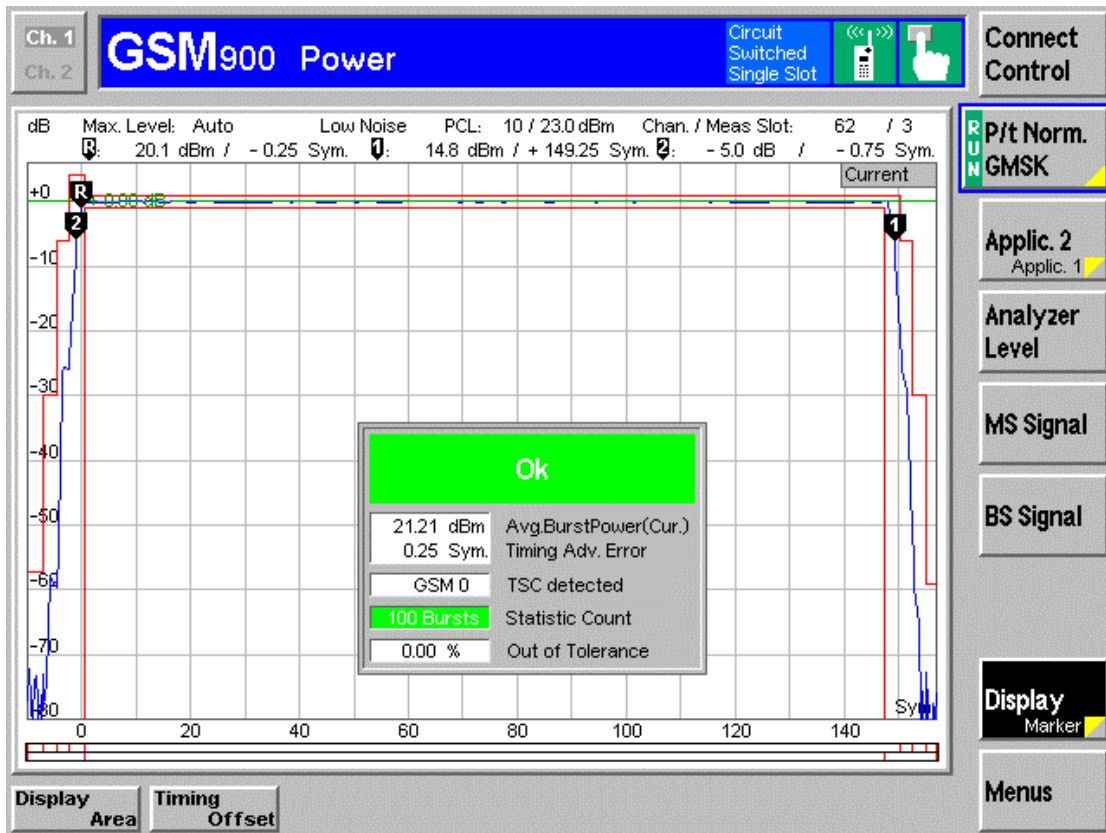 Ch. 1
Ch. 2
GSM900 Power
Circuit
Switched
Single Slot
Connect
Control
dB Max. Level: Auto Low Noise PCL: 10 / 23.0 dBm Chan. / Meas Slot: 62 / 3
R: 20.1 dBm / - 0.25 Sym. 1: 14.8 dBm / + 149.25 Sym. 2: - 5.0 dB / - 0.75 Sym.
Current
RUN
P/t Norm.
GMSK
+0
R
0.00 dB
2
1
-10
-20
-30
-40
-50
-60
-70
-80
Sym
0 20 40 60 80 100 120 140
Ok
21.21 dBm Avg.BurstPower(Cur.)
0.25 Sym. Timing Adv. Error
GSM 0 TSC detected
100 Bursts Statistic Count
0.00 % Out of Tolerance
Applic. 2
Applic. 1
Analyzer
Level
MS Signal
BS Signal
Display
Marker
Menus
Display
Area
Timing
Offset